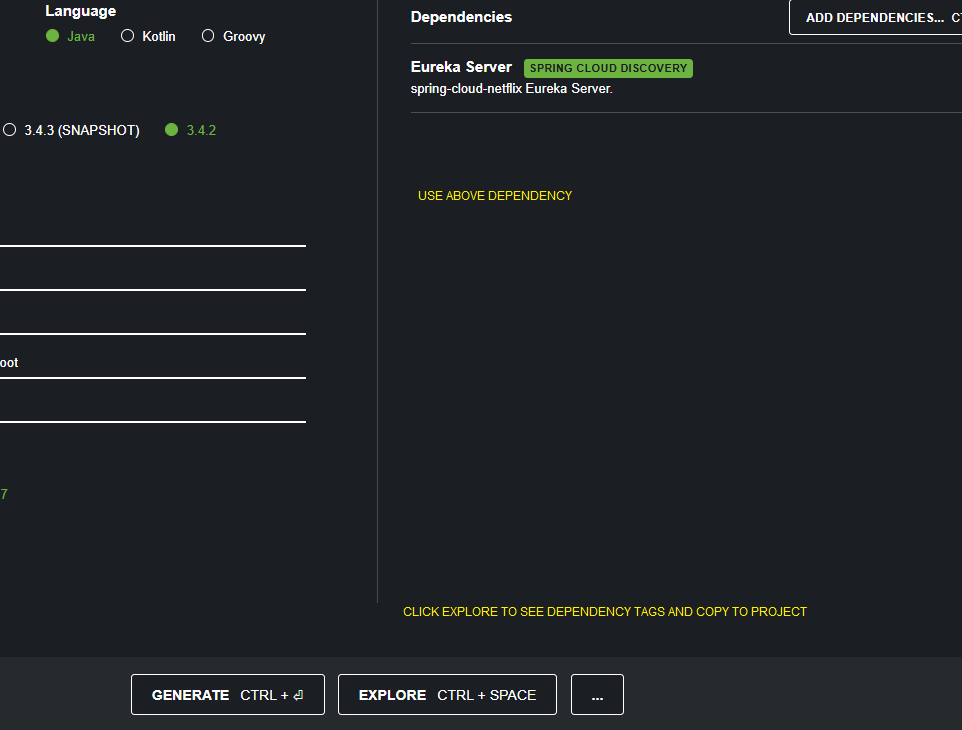 Language
Java Kotlin Groovy
3.4.3 (SNAPSHOT) 3.4.2
oot
7
Dependencies
ADD DEPENDENCIES... CT
Eureka Server SPRING CLOUD DISCOVERY
spring-cloud-netflix Eureka Server.
USE ABOVE DEPENDENCY
CLICK EXPLORE TO SEE DEPENDENCY TAGS AND COPY TO PROJECT
GENERATE CTRL + ⏎ EXPLORE CTRL + SPACE ...